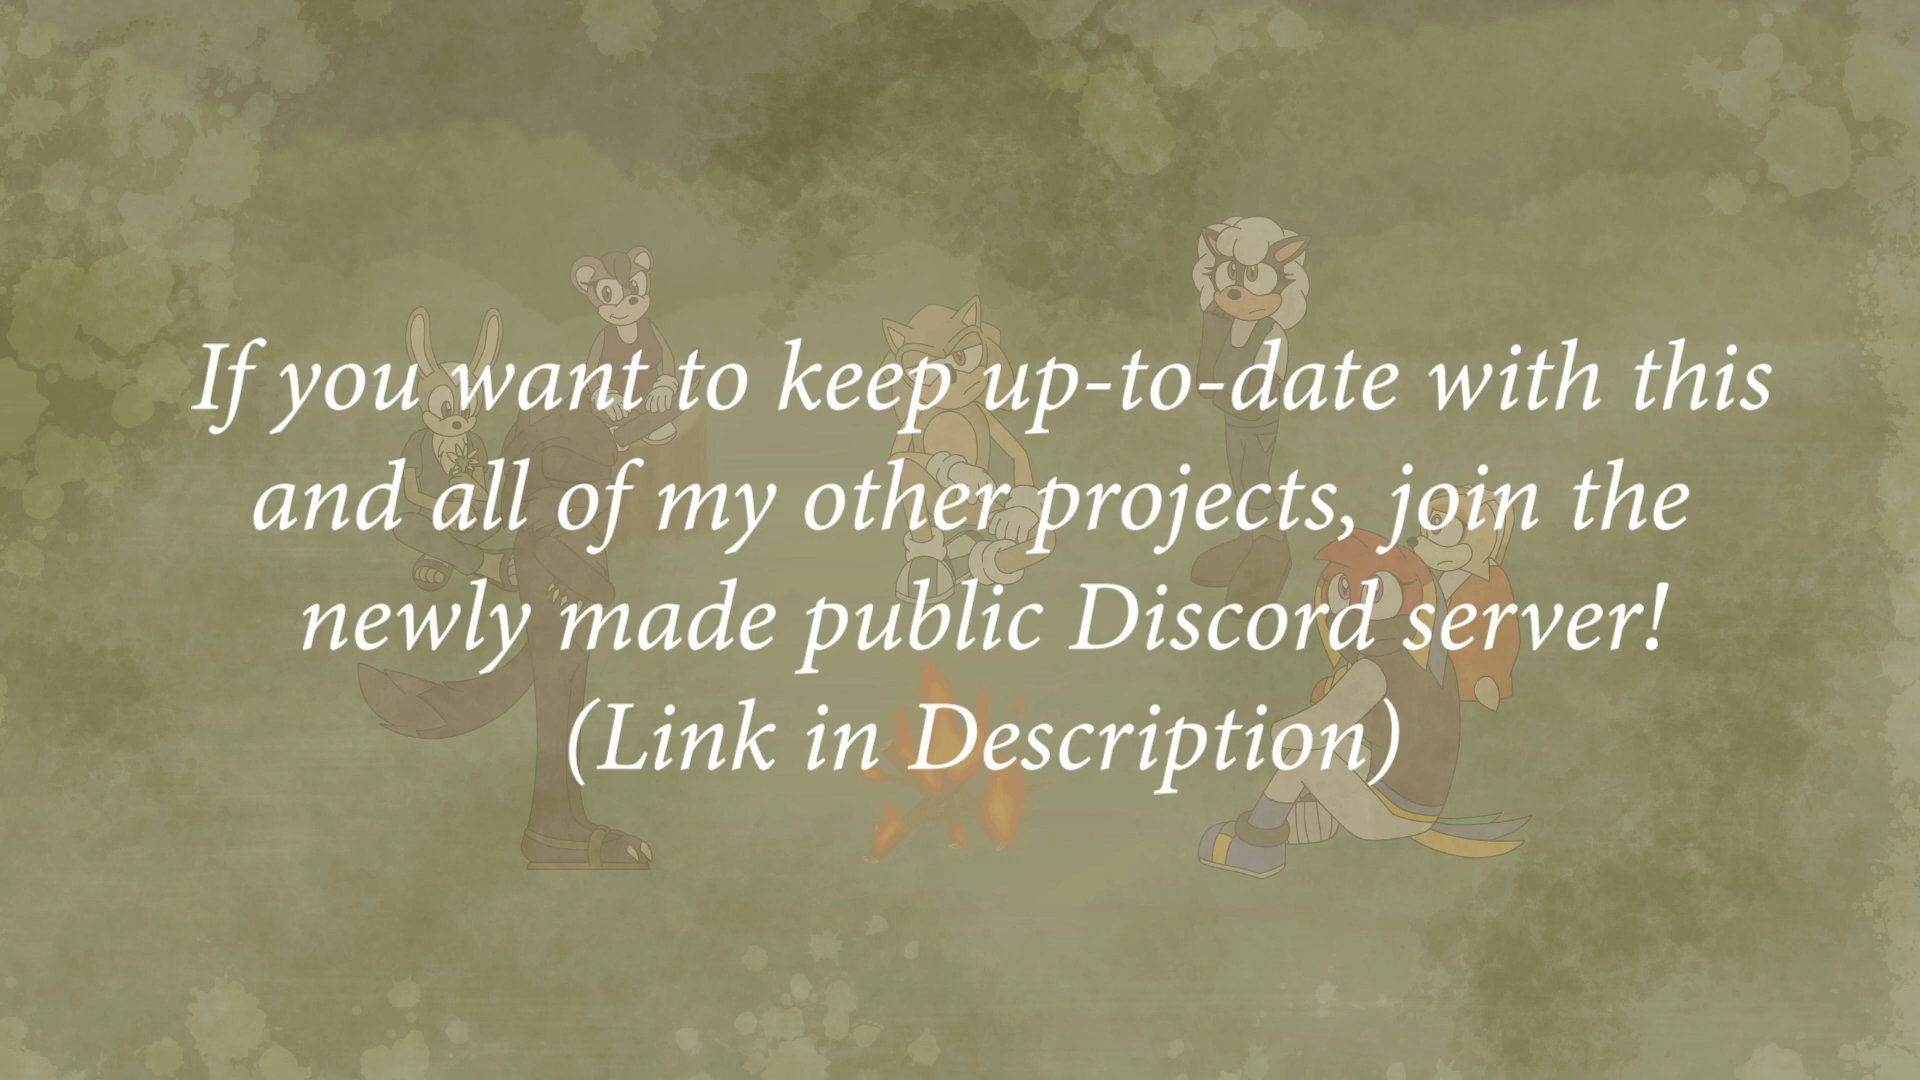 If you want to keep up-to-date with this
and all of my other projects, join the
newly made public Discord server!
(Link in Description)